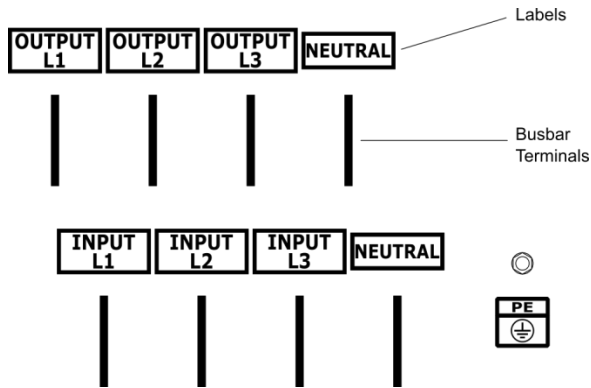 Labels
OUTPUT L1
OUTPUT L2
OUTPUT L3
NEUTRAL
Busbar
Terminals
INPUT L1
INPUT L2
INPUT L3
NEUTRAL
PE